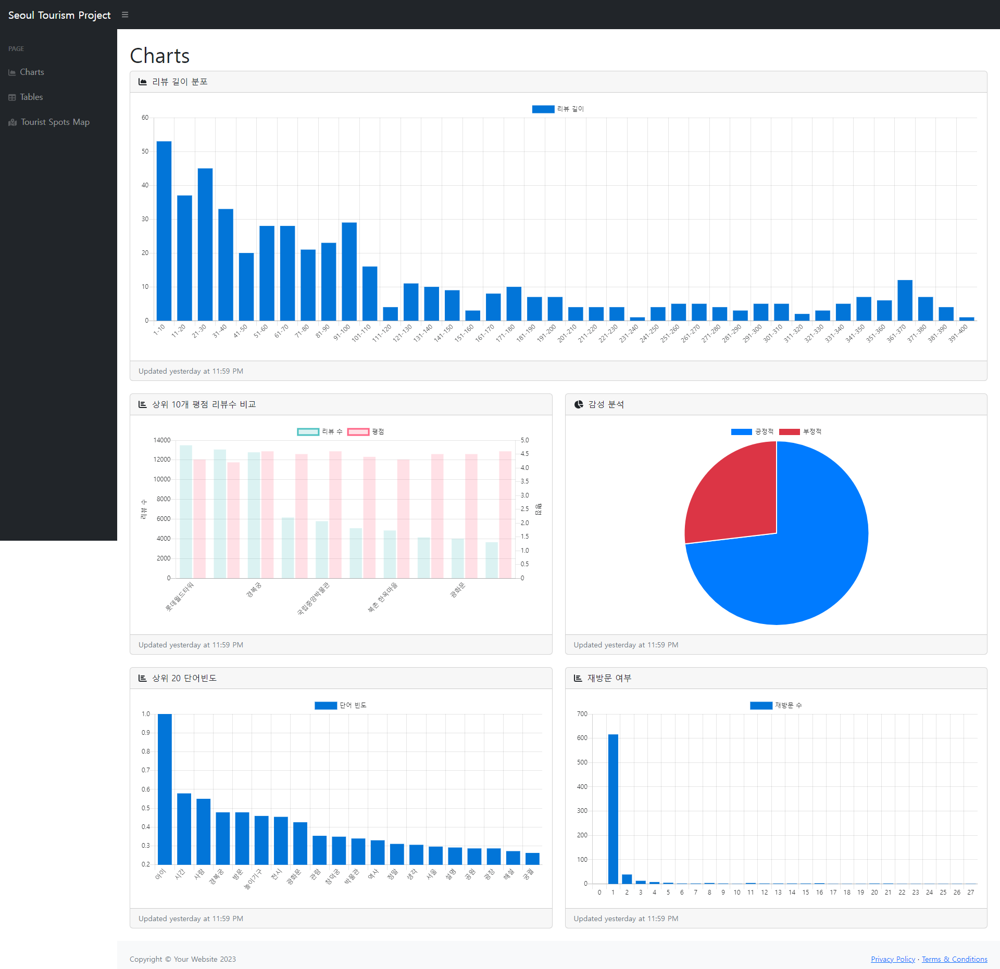 Seoul Tourism Project
PAGE
Charts
Tables
Tourist Spots Map
Charts
리뷰 길이 분포
리뷰 길이
60
50
40
30
20
10
0
1-10 11-20 21-30 31-40 41-50 51-60 61-70 71-80 81-90 91-100 101-110 111-120 121-130 131-140 141-150 151-160 161-170 171-180 181-190 191-200 201-210 211-220 221-230 231-240 241-250 251-260 261-270 271-280 281-290 291-300 301-310 311-320 321-330 331-340 341-350 351-360 361-370 371-380 381-390 391-400
Updated yesterday at 11:59 PM
상위 10개 평점 리뷰수 비교
리뷰 수 평점
리뷰 수
14000
12000
10000
8000
6000
4000
2000
0
5.0
4.5
4.0
3.5
3.0
2.5
2.0
1.5
1.0
0.5
0
평점
롯데월드타워 경복궁 국립중앙박물관 북촌 한옥마을 광화문
Updated yesterday at 11:59 PM
감성 분석
긍정적 부정적
Updated yesterday at 11:59 PM
상위 20 단어빈도
단어 빈도
1.0
0.9
0.8
0.7
0.6
0.5
0.4
0.3
0.2
아이 시간 사람 경복궁 방문 놀이기구 전시 광화문 관람 창덕궁 박물관 역사 정말 생각 서울 설명 공원 광장 해설 궁궐
Updated yesterday at 11:59 PM
재방문 여부
재방문 수
700
600
500
400
300
200
100
0
0 1 2 3 4 5 6 7 8 9 10 11 12 13 14 15 16 17 18 19 20 21 22 23 24 25 26 27
Updated yesterday at 11:59 PM
Copyright © Your Website 2023
Privacy Policy · Terms & Conditions